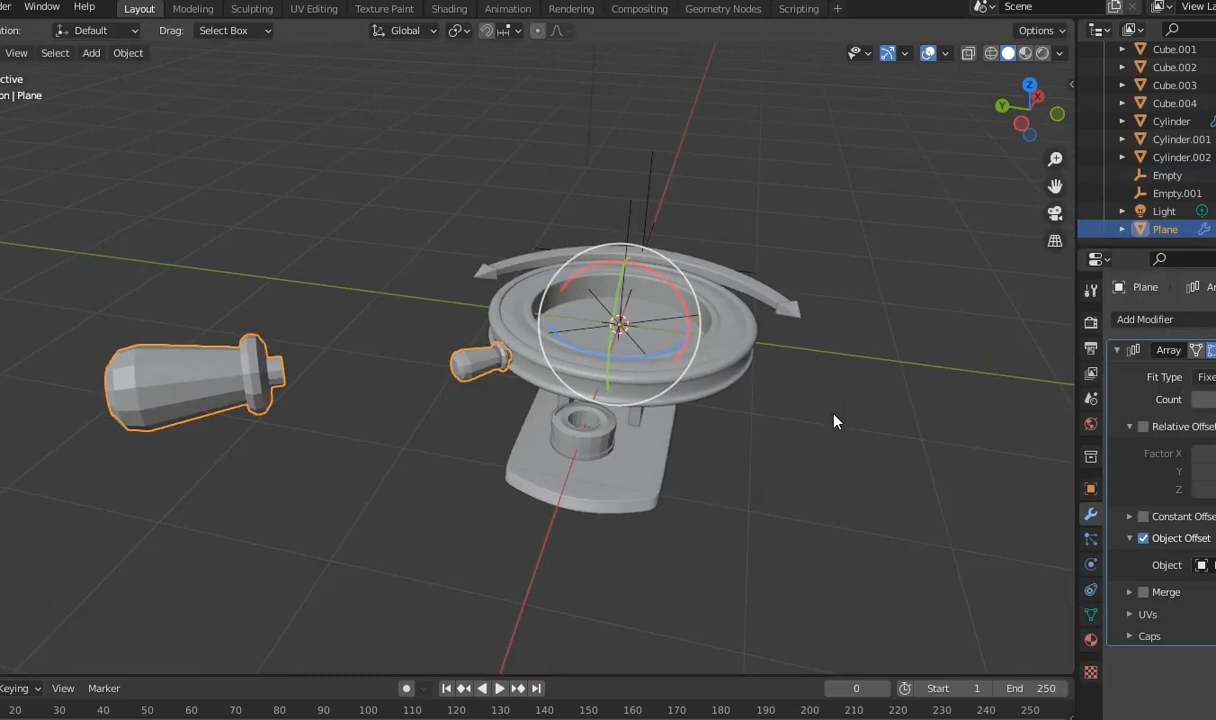 Window Help Layout Modeling Sculpting UV Editing Texture Paint Shading Animation Rendering Compositing Geometry Nodes Scripting + Scene
Default Drag: Select Box Global Options
View Select Add Object
Plane
Z
Y
X
Cube.001
Cube.002
Cube.003
Cube.004
Cylinder
Cylinder.001
Cylinder.002
Empty
Empty.001
Light
Plane
Plane
Add Modifier
Array
Fit Type
Count
Relative Offset
Factor X
Y
Z
Constant Offse
Object Offset
Object
Merge
UVs
Caps
Keying View Marker 0 Start 1 End 250
20 30 40 50 60 70 80 90 100 110 120 130 140 150 160 170 180 190 200 210 220 230 240 250